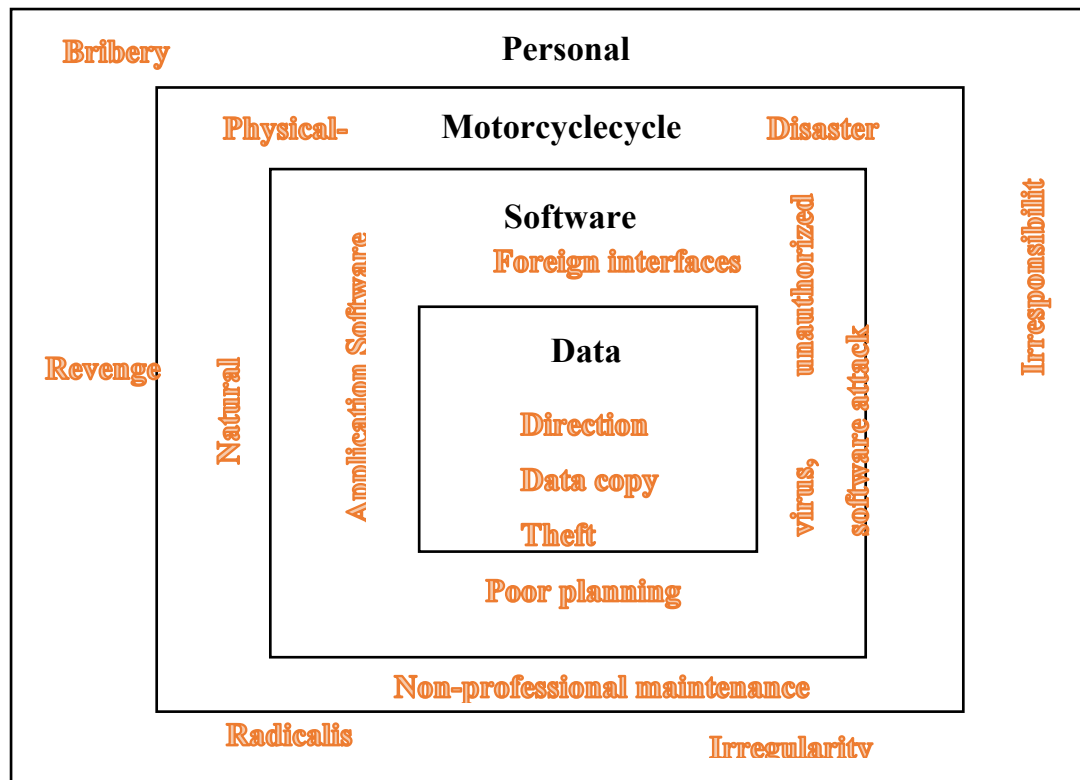 Bribery
Personal
Physical-
Motorcyclecycle
Disaster
Irresponsibilit
Software
unauthorized
Foreign interfaces
Application Software
Revenge
Natural
Data
software attack
Direction
virus,
Data copy
Theft
Poor planning
Non-professional maintenance
Radicalis
Irregularity